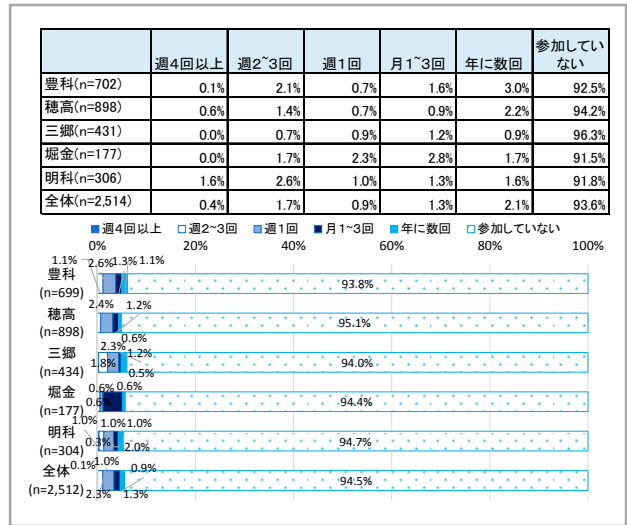 週4回以上 週2~3回 週1回 月1~3回 年に数回 参加していない
豊科(n=702) 0.1% 2.1% 0.7% 1.6% 3.0% 92.5%
穂高(n=898) 0.6% 1.4% 0.7% 0.9% 2.2% 94.2%
三郷(n=431) 0.0% 0.7% 0.9% 1.2% 0.9% 96.3%
堀金(n=177) 0.0% 1.7% 2.3% 2.8% 1.7% 91.5%
明科(n=306) 1.6% 2.6% 1.0% 1.3% 1.6% 91.8%
全体(n=2,514) 0.4% 1.7% 0.9% 1.3% 2.1% 93.6%
週4回以上 週2~3回 週1回 月1~3回 年に数回 参加していない
0% 20% 40% 60% 80% 100%
1.1% 2.6% 1.3% 1.1%
豊科
(n=699) 93.8%
2.4% 1.2%
穂高
(n=898) 95.1%
0.6%
2.3%
三郷 1.2%
(n=434) 1.8% 94.0%
0.5%
0.6% 0.6%
堀金
(n=177) 0.6% 94.4%
1.0% 1.0% 1.0%
明科
(n=304) 0.3% 2.0% 94.7%
0.1% 1.0% 0.9%
全体
(n=2,512) 94.5%
2.3% 1.3%